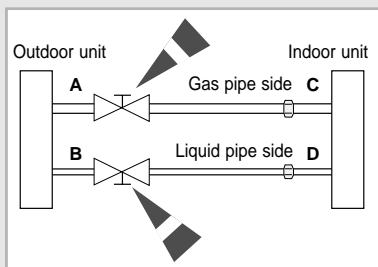 Outdoor unit Indoor unit
A Gas pipe side C
B Liquid pipe side D